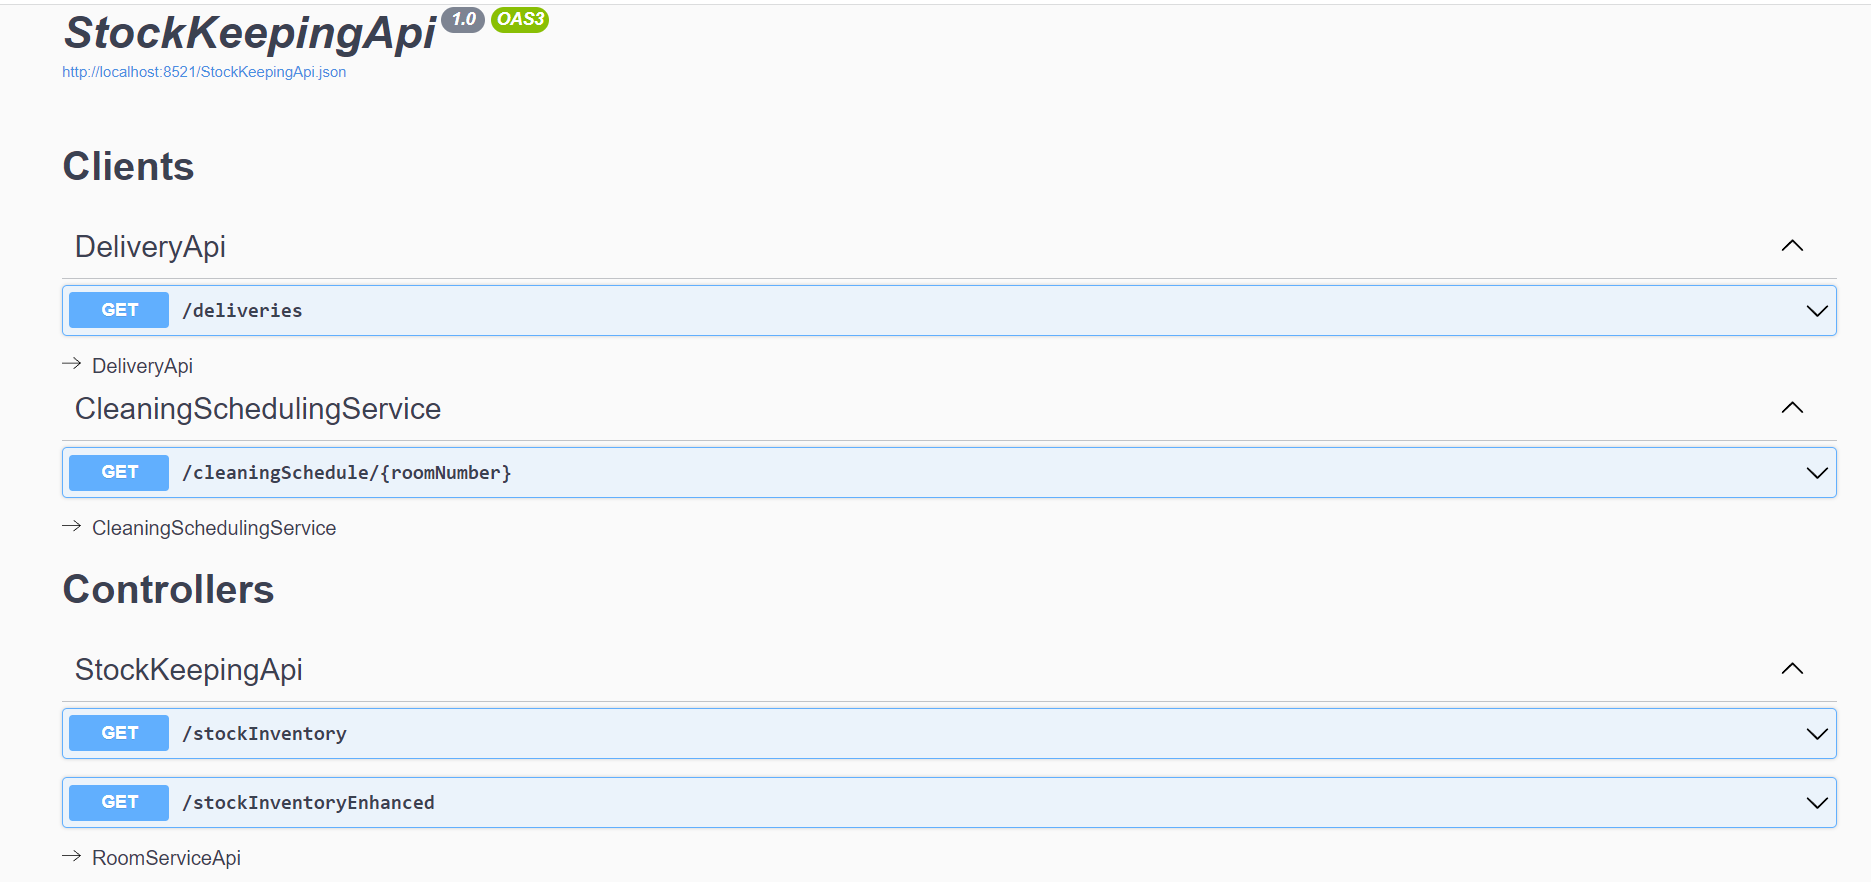 StockKeepingApi 1.0 OAS3
http://localhost:8521/StockKeepingApi.json
Clients
DeliveryApi
GET /deliveries
→ DeliveryApi
CleaningSchedulingService
GET /cleaningSchedule/{roomNumber}
→ CleaningSchedulingService
Controllers
StockKeepingApi
GET /stockInventory
GET /stockInventoryEnhanced
→ RoomServiceApi